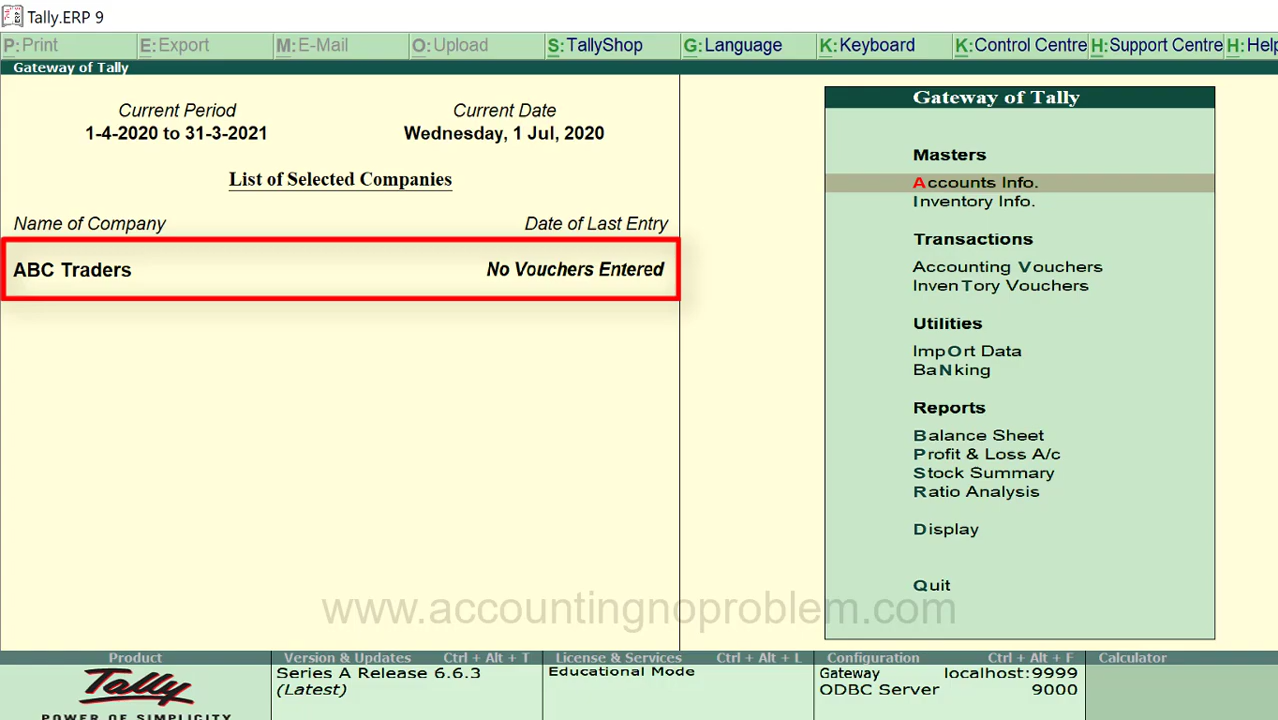 Tally.ERP 9
P:Print E:Export M:E-Mail O:Upload S:TallyShop G:Language K:Keyboard K:Control Centre H:Support Centre H:Help
Gateway of Tally
Current Period Current Date
1-4-2020 to 31-3-2021 Wednesday, 1 Jul, 2020
List of Selected Companies
Name of Company Date of Last Entry
ABC Traders No Vouchers Entered
Gateway of Tally
Masters
Accounts Info.
Inventory Info.
Transactions
Accounting Vouchers
InvenTory Vouchers
Utilities
ImpOrt Data
BaNking
Reports
Balance Sheet
Profit & Loss A/c
Stock Summary
Ratio Analysis
Display
Quit
www.accountingnoproblem.com
Product Version & Updates Ctrl + Alt + T License & Services Ctrl + Alt + L Configuration Ctrl + Alt + F Calculator
Tally
POWER OF SIMPLICITY
Series A Release 6.6.3
(Latest)
Educational Mode
Gateway localhost:9999
ODBC Server 9000